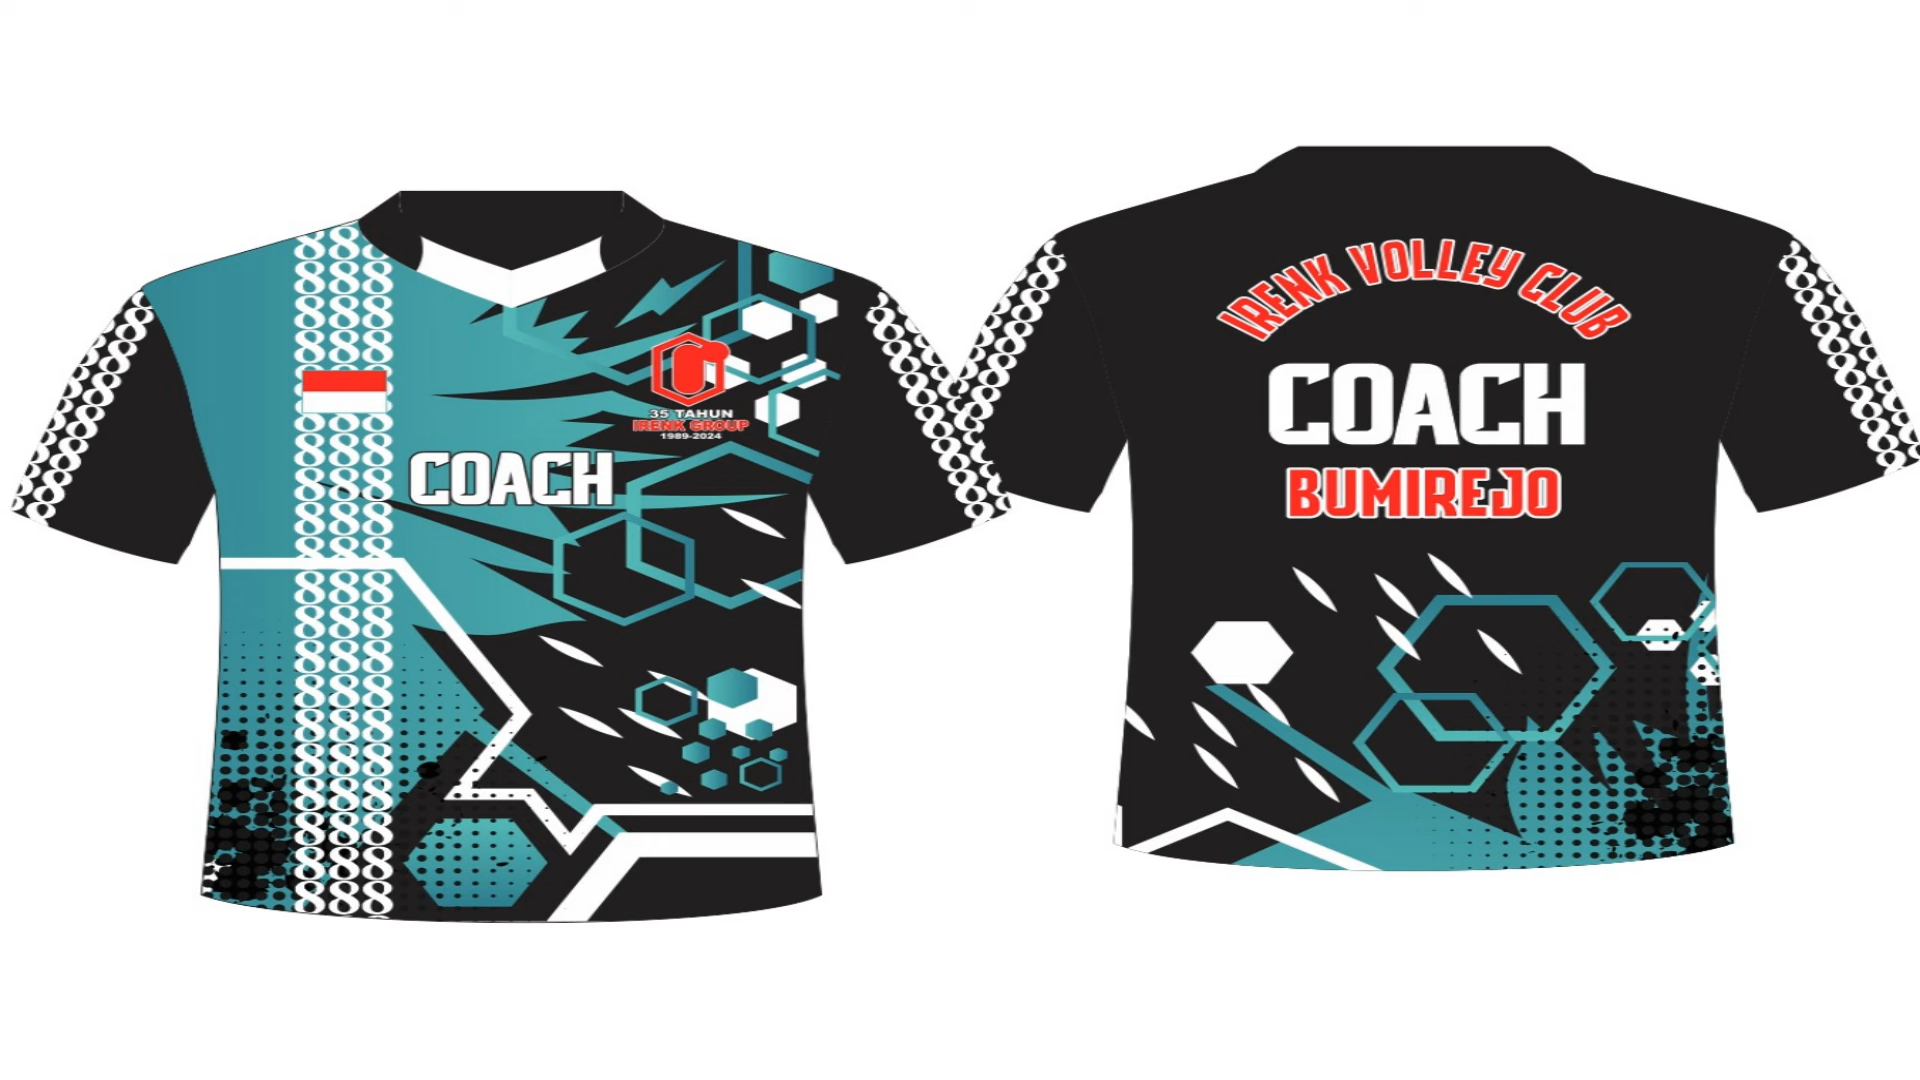 35 TAHUN
IRENK GROUP
1989-2024
COACH
IRENK VOLLEY CLUB
COACH
BUMIREJO